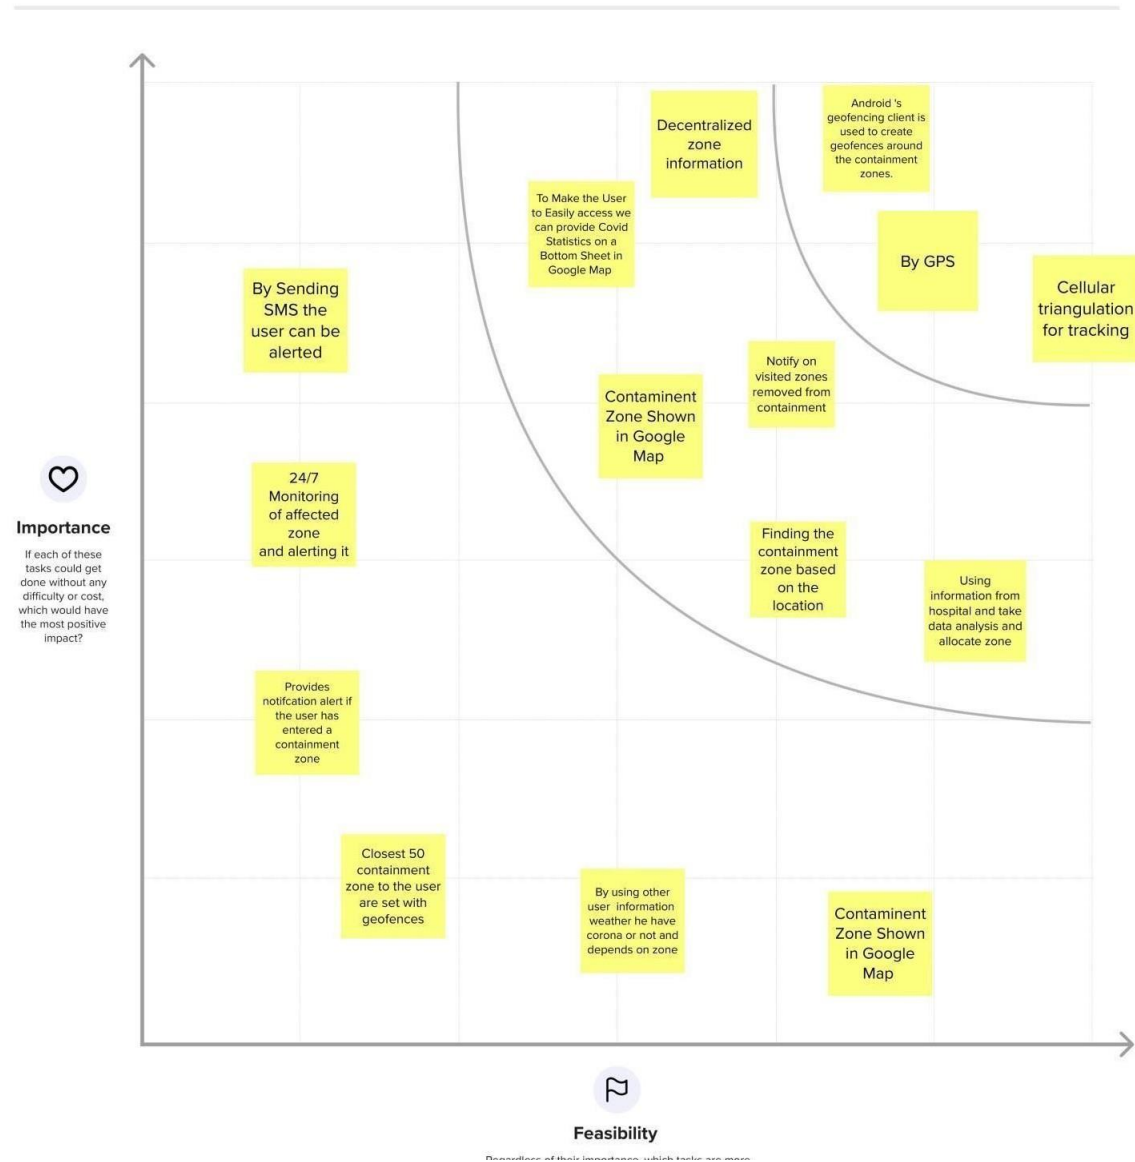 Decentralized
zone
information
Android 's
geofencing client is
used to create
geofences around
the containment
zones.
To Make the User
to Easily access we
can provide Covid
Statistics on a
Bottom Sheet in
Google Map
By GPS
By Sending
SMS the
user can be
alerted
Cellular
triangulation
for tracking
Notify on
visited zones
removed from
containment
Contaminent
Zone Shown
in Google
Map
24/7
Monitoring
of affected
zone
and alerting it
Importance
If each of these
tasks could get
done without any
difficulty or cost,
which would have
the most positive
impact?
Finding the
containment
zone based
on the
location
Using
information from
hospital and take
data analysis and
allocate zone
Provides
notifcation alert if
the user has
entered a
containment
zone
Closest 50
containment
zone to the user
are set with
geofences
By using other
user information
weather he have
corona or not and
depends on zone
Contaminent
Zone Shown
in Google
Map
Feasibility
Regardless of their importance, which tasks are more